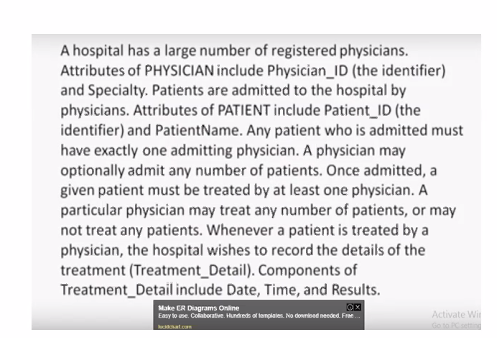 A hospital has a large number of registered physicians.
Attributes of PHYSICIAN include Physician_ID (the identifier)
and Specialty. Patients are admitted to the hospital by
physicians. Attributes of PATIENT include Patient_ID (the
identifier) and PatientName. Any patient who is admitted must
have exactly one admitting physician. A physician may
optionally admit any number of patients. Once admitted, a
given patient must be treated by at least one physician. A
particular physician may treat any number of patients, or may
not treat any patients. Whenever a patient is treated by a
physician, the hospital wishes to record the details of the
treatment (Treatment_Detail). Components of
Treatment_Detail include Date, Time, and Results.
Make ER Diagrams Online
Easy to use. Collaborative. Hundreds of templates. No download needed. Free ...
lucidchart.com
Activate Wi
Go to PC